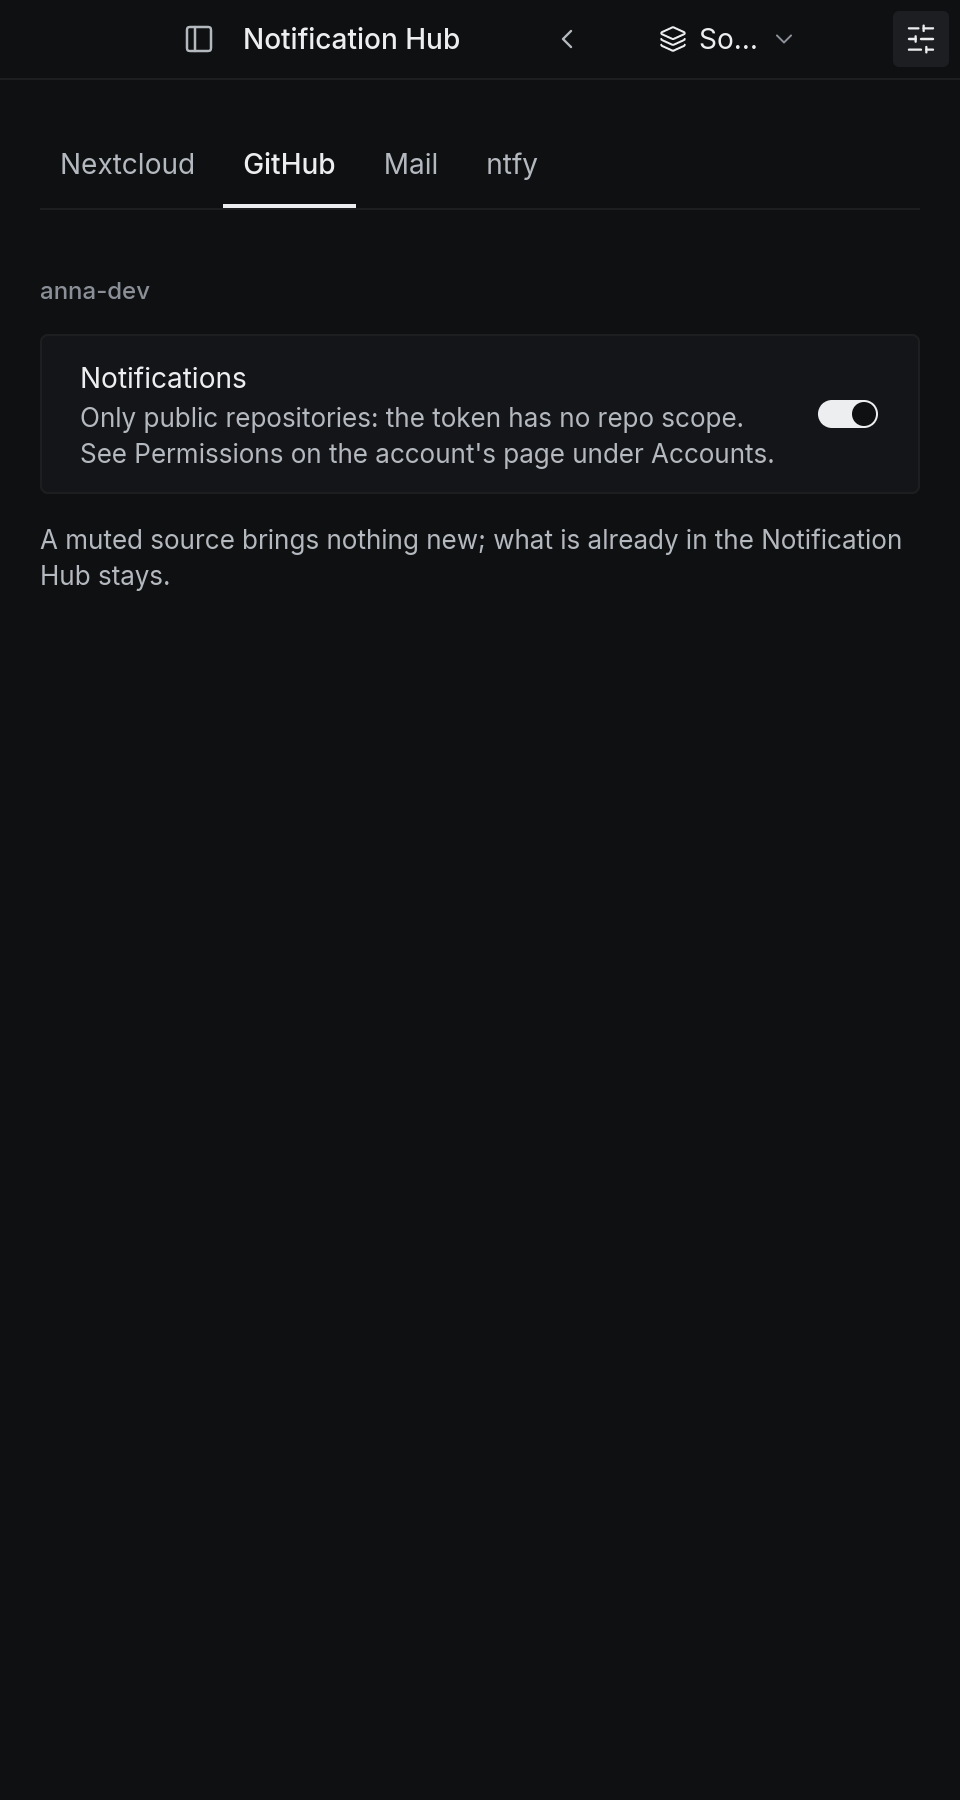 Notification Hub
So...
Nextcloud GitHub Mail ntfy
anna-dev
Notifications
Only public repositories: the token has no repo scope.
See Permissions on the account's page under Accounts.
A muted source brings nothing new; what is already in the Notification
Hub stays.